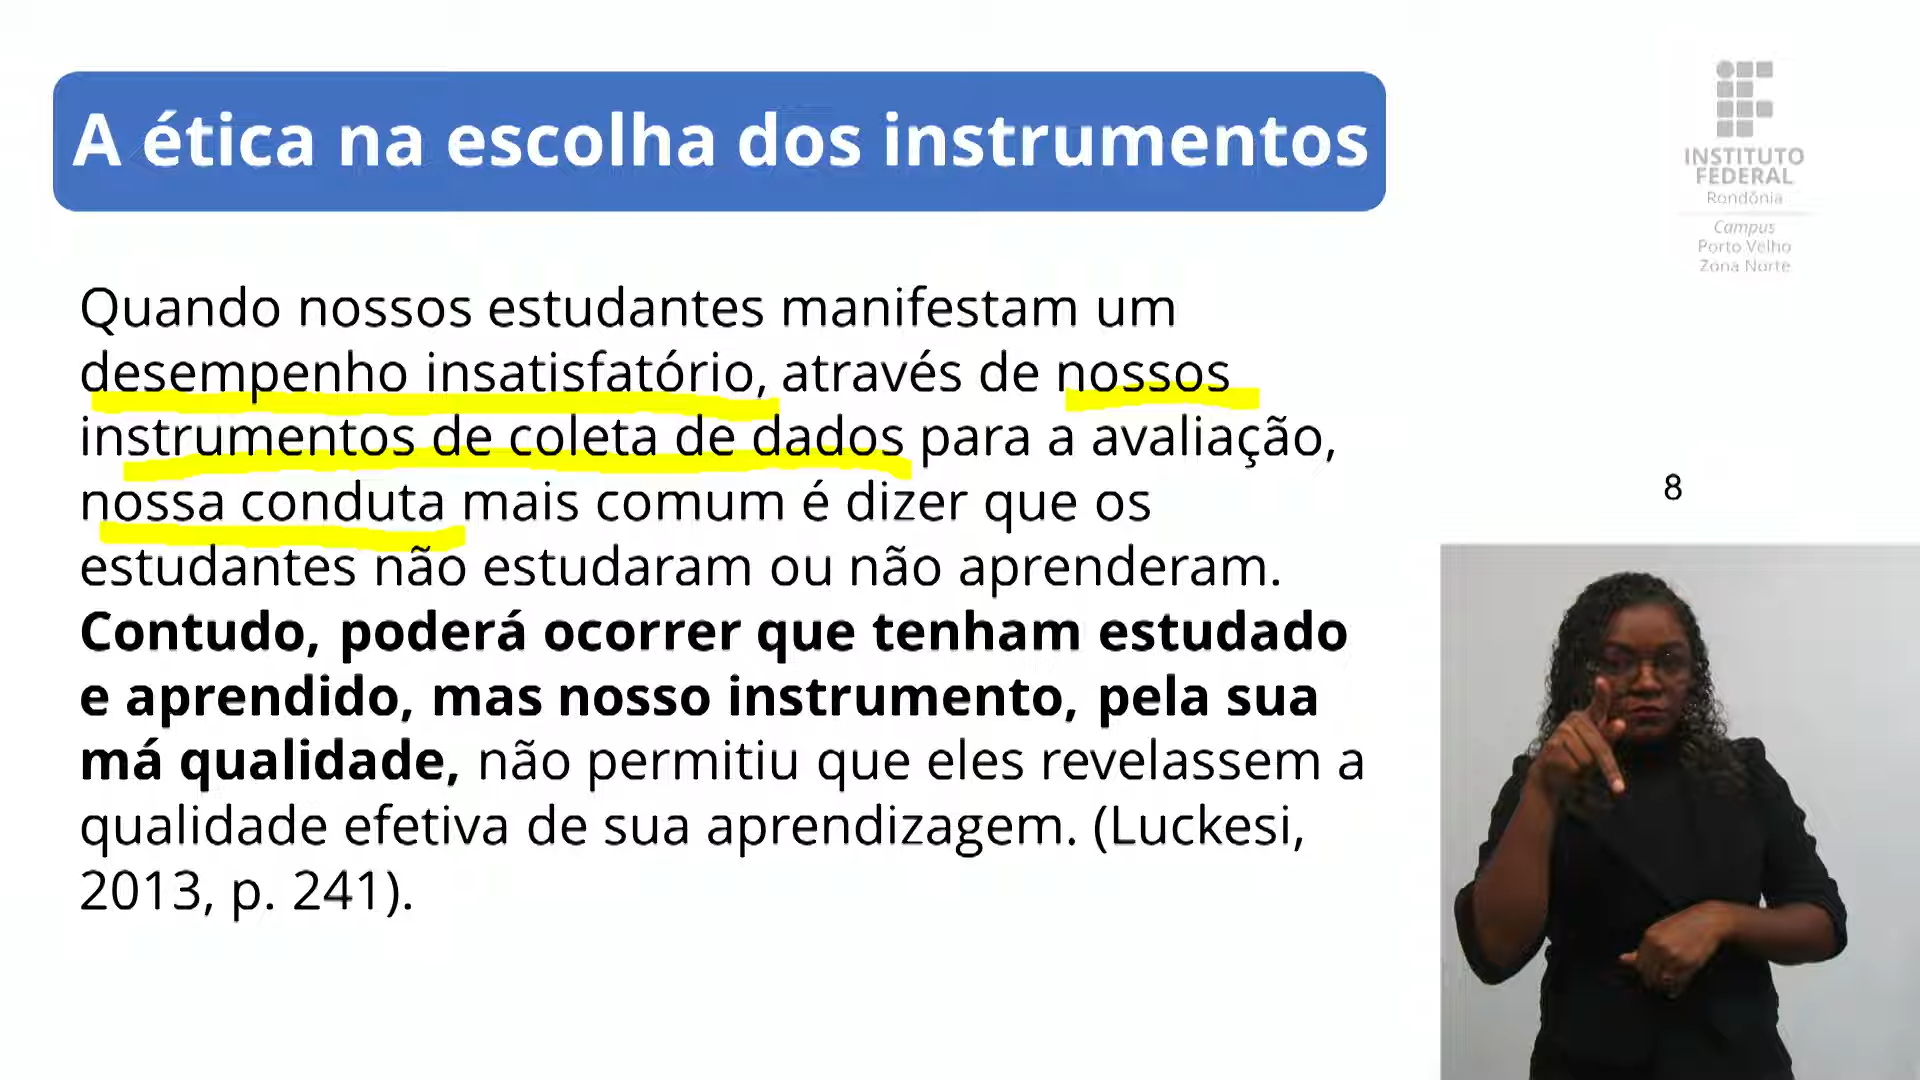 A ética na escolha dos instrumentos
INSTITUTO
FEDERAL
Rondônia
Campus
Porto Velho
Zona Norte
Quando nossos estudantes manifestam um
desempenho insatisfatório, através de nossos
instrumentos de coleta de dados para a avaliação,
nossa conduta mais comum é dizer que os
estudantes não estudaram ou não aprenderam.
Contudo, poderá ocorrer que tenham estudado
e aprendido, mas nosso instrumento, pela sua
má qualidade, não permitiu que eles revelassem a
qualidade efetiva de sua aprendizagem. (Luckesi,
2013, p. 241).
8